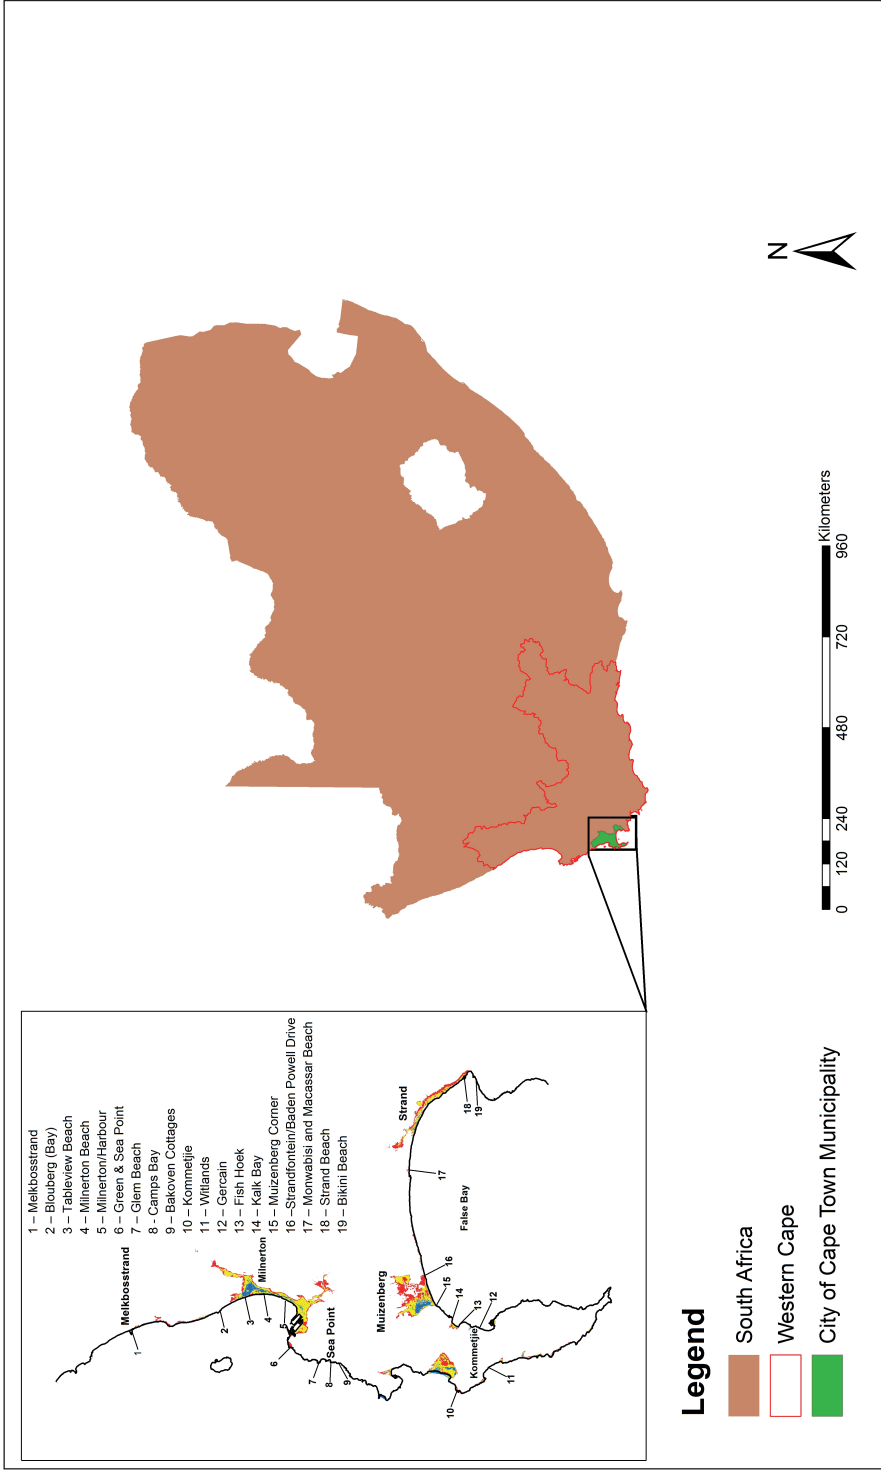 1 – Melkbosstrand
2 – Blouberg (Bay)
3 – Tableview Beach
4 – Milnerton Beach
5 – Milnerton/Harbour
6 – Green & Sea Point
7 – Glem Beach
8 - Camps Bay
9 – Bakoven Cottages
10 – Kommetjie
11 – Witlands
12 – Gercain
13 – Fish Hoek
14 – Kalk Bay
15 – Muizenberg Corner
16 –Strandfontein/Baden Powell Drive
17 – Monwabisi and Macassar Beach
18 – Strand Beach
19 – Bikini Beach
Melkbosstrand
1
2
3
Milnerton
4
5
6
Sea Point
7
8
9
Muizenberg
Kommetjie
10
11
12
13
14
15
16
False Bay
17
Strand
18
19
N
0
120
240
480
720
960
Kilometers
Legend
South Africa
Western Cape
City of Cape Town Municipality